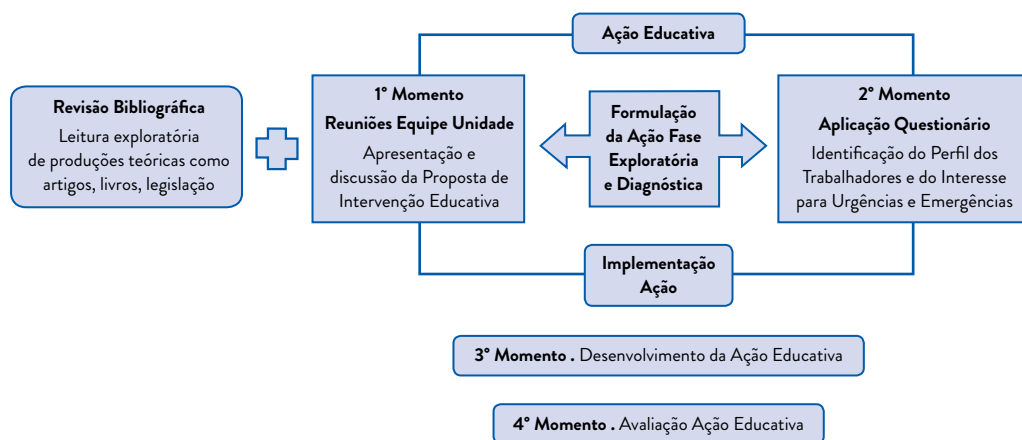 Ação Educativa
Revisão Bibliográfica
Leitura exploratória
de produções teóricas como
artigos, livros, legislação
1° Momento
Reuniões Equipe Unidade
Apresentação e
discussão da Proposta de
Intervenção Educativa
Formulação
da Ação Fase
Exploratória
e Diagnóstica
2° Momento
Aplicação Questionário
Identificação do Perfil dos
Trabalhadores e do Interesse
para Urgências e Emergências
Implementação
Ação
3° Momento . Desenvolvimento da Ação Educativa
4° Momento . Avaliação Ação Educativa